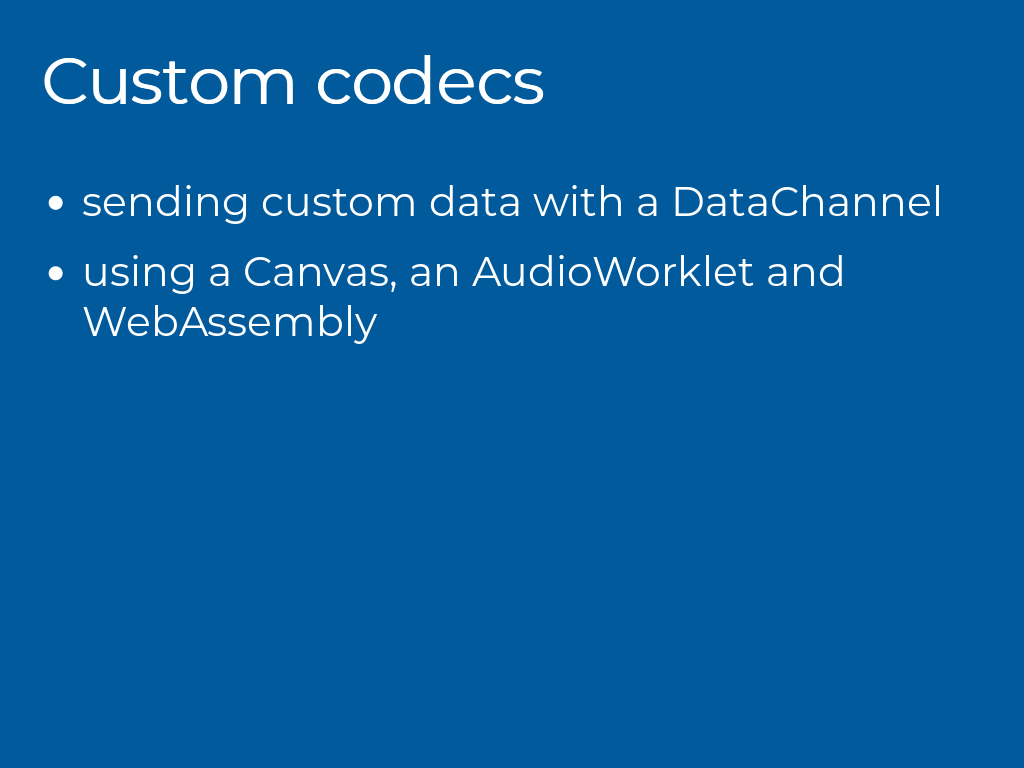 Custom codecs
• sending custom data with a DataChannel
• using a Canvas, an AudioWorklet and
WebAssembly